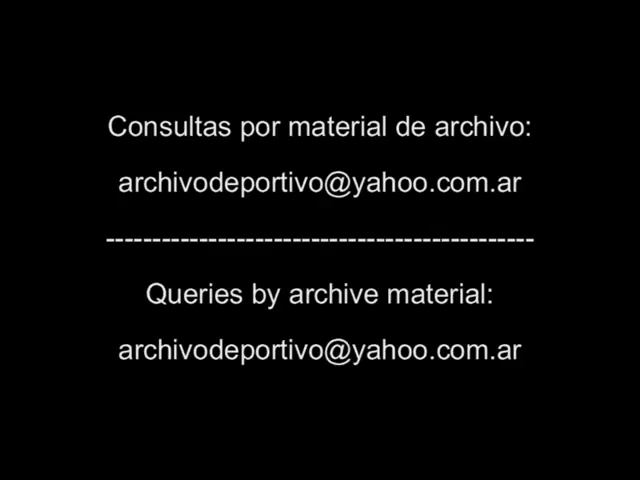 Consultas por material de archivo:
archivodeportivo@yahoo.com.ar
-----------------------------------------------
Queries by archive material:
archivodeportivo@yahoo.com.ar